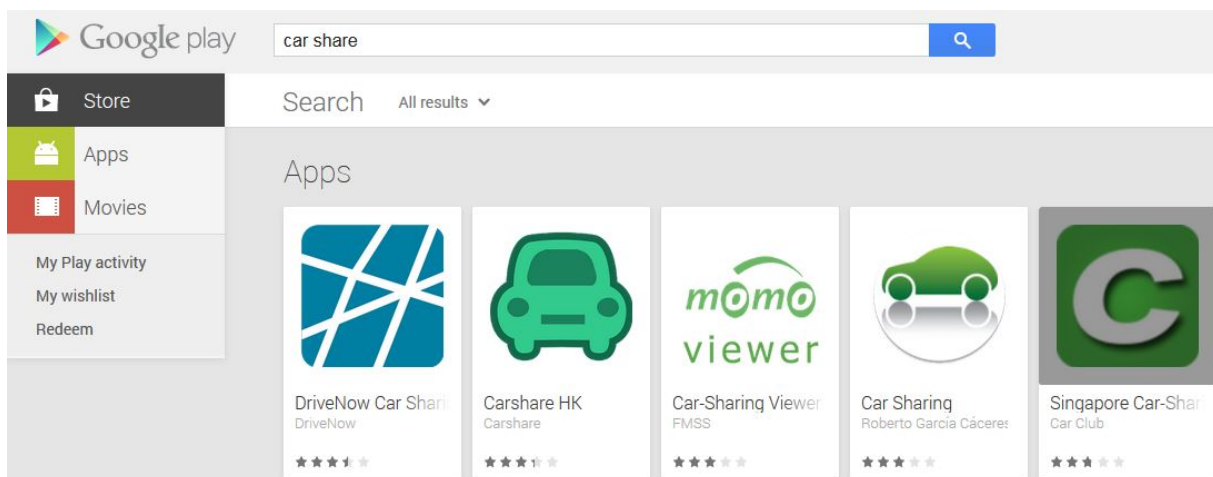 Google play
car share
Store
Search
All results
Apps
Movies
My Play activity
My wishlist
Redeem
Apps
momo
viewer
C
DriveNow Car Shari
DriveNow
Carshare HK
Carshare
Car-Sharing Viewer
FMSS
Car Sharing
Roberto García Cáceres
Singapore Car-Shar
Car Club